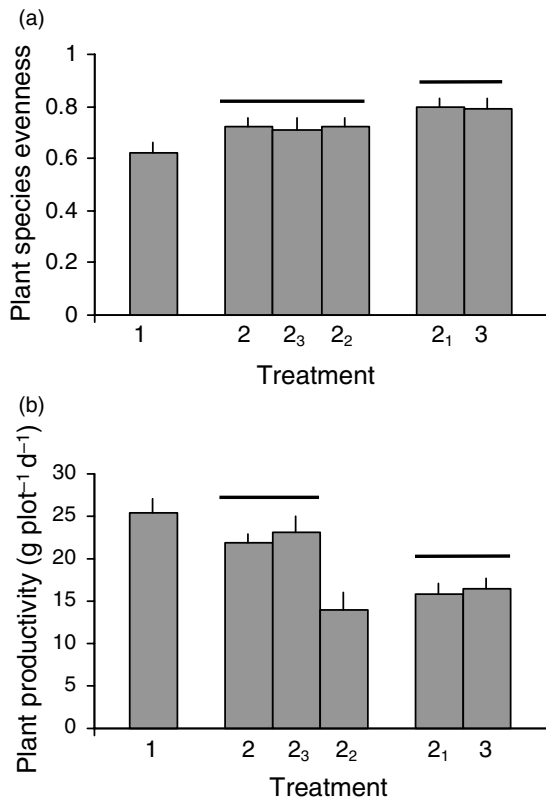 (a)
Plant species evenness
1
0.8
0.6
0.4
0.2
0
1 2 2₃ 2₂ 2₁ 3
Treatment
(b)
Plant productivity (g plot⁻¹ d⁻¹)
30
25
20
15
10
5
0
1 2 2₃ 2₂ 2₁ 3
Treatment